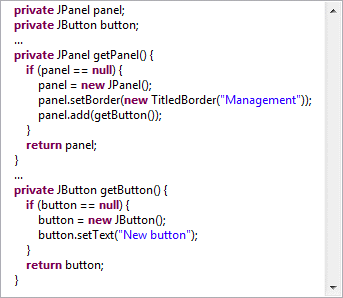 private JPanel panel;
private JButton button;
...
private JPanel getPanel() {
if (panel == null) {
panel = new JPanel();
panel.setBorder(new TitledBorder("Management"));
panel.add(getButton());
}
return panel;
}
...
private JButton getButton() {
if (button == null) {
button = new JButton();
button.setText("New button");
}
return button;
}